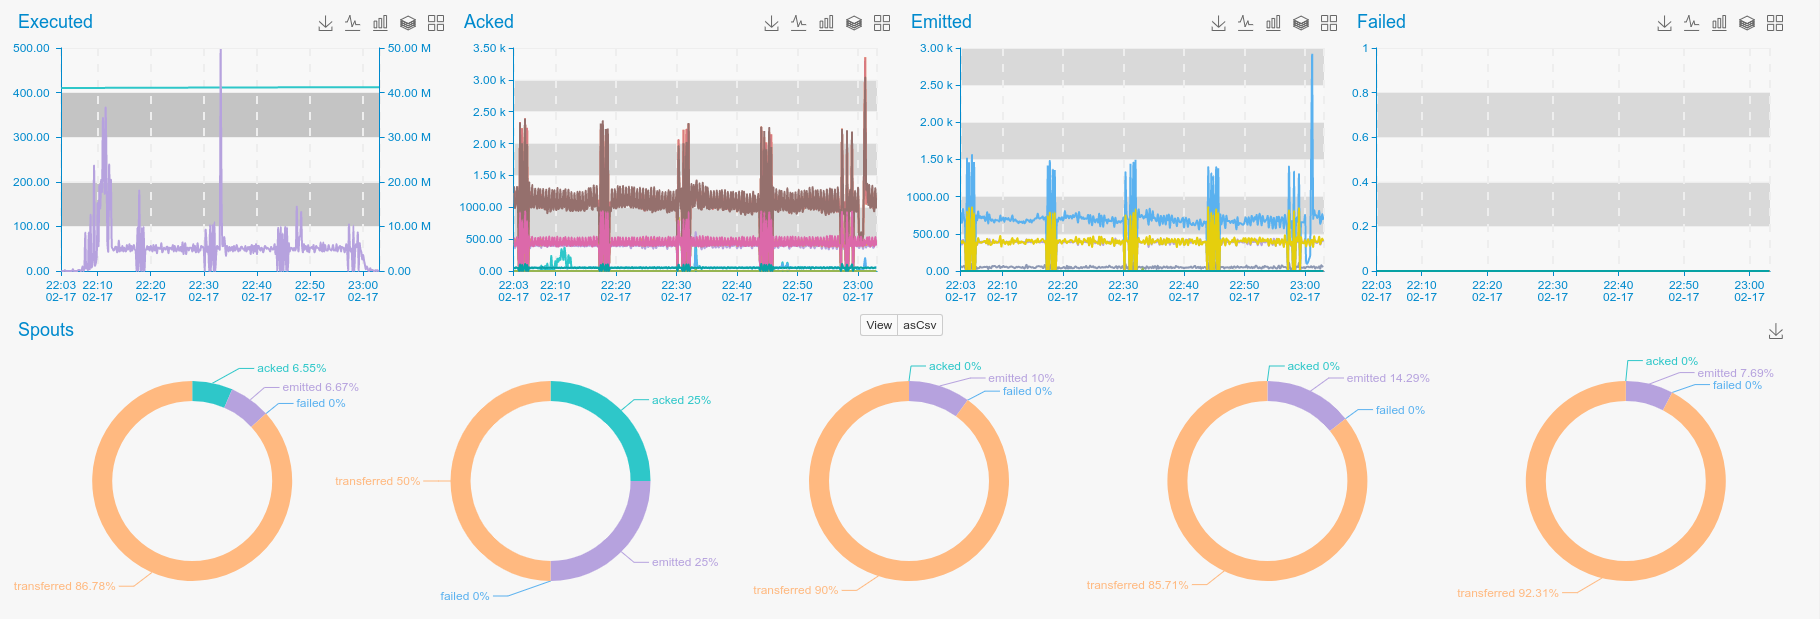 Executed
Acked
Emitted
Failed
500.00
400.00
300.00
200.00
100.00
0.00
50.00 M
40.00 M
30.00 M
20.00 M
10.00 M
0.00
22:03 22:10 22:20 22:30 22:40 22:50 23:00
02-17 02-17 02-17 02-17 02-17 02-17 02-17
3.50 k
3.00 k
2.50 k
2.00 k
1.50 k
1000.00
500.00
0.00
22:03 22:10 22:20 22:30 22:40 22:50 23:00
02-17 02-17 02-17 02-17 02-17 02-17 02-17
3.00 k
2.50 k
2.00 k
1.50 k
1000.00
500.00
0.00
22:03 22:10 22:20 22:30 22:40 22:50 23:00
02-17 02-17 02-17 02-17 02-17 02-17 02-17
1
0.8
0.6
0.4
0.2
0
22:03 22:10 22:20 22:30 22:40 22:50 23:00
02-17 02-17 02-17 02-17 02-17 02-17 02-17
Spouts
View asCsv
acked 6.55%
emitted 6.67%
failed 0%
transferred 86.78%
acked 25%
transferred 50%
emitted 25%
failed 0%
acked 0%
emitted 10%
failed 0%
transferred 90%
acked 0%
emitted 14.29%
failed 0%
transferred 85.71%
acked 0%
emitted 7.69%
failed 0%
transferred 92.31%